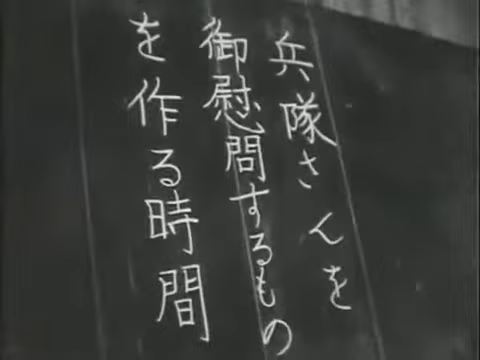 兵隊さんを
御慰問するもの
を作る時間